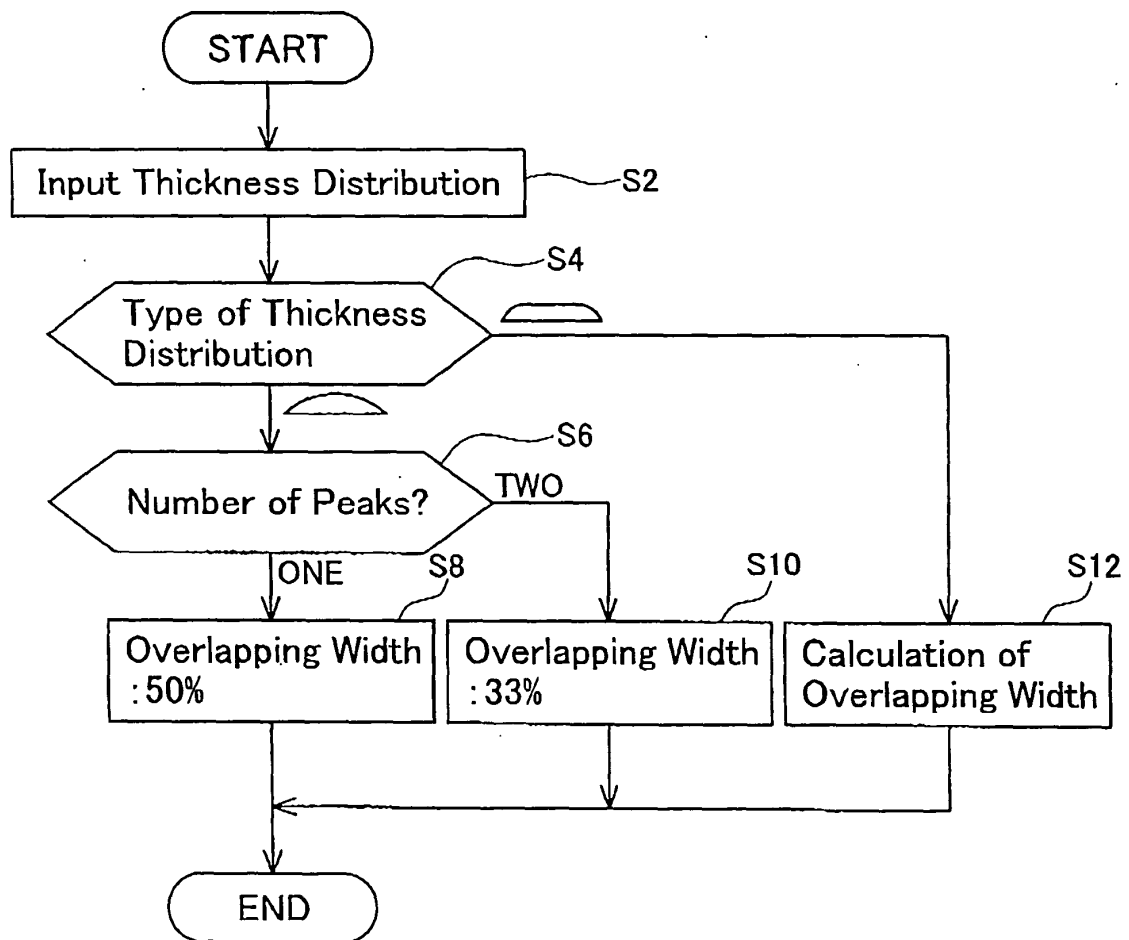 START
Input Thickness Distribution
S2
S4
Type of Thickness
Distribution
S6
Number of Peaks?
TWO
ONE
S8
S10
S12
Overlapping Width
:50%
Overlapping Width
:33%
Calculation of
Overlapping Width
END